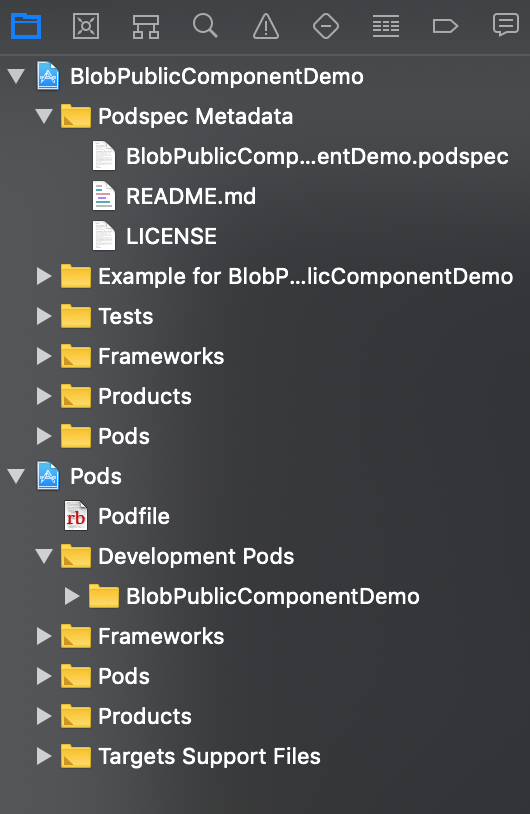 BlobPublicComponentDemo
Podspec Metadata
BlobPublicComp...entDemo.podspec
README.md
LICENSE
Example for BlobP...licComponentDemo
Tests
Frameworks
Products
Pods
Pods
rb Podfile
Development Pods
BlobPublicComponentDemo
Frameworks
Pods
Products
Targets Support Files